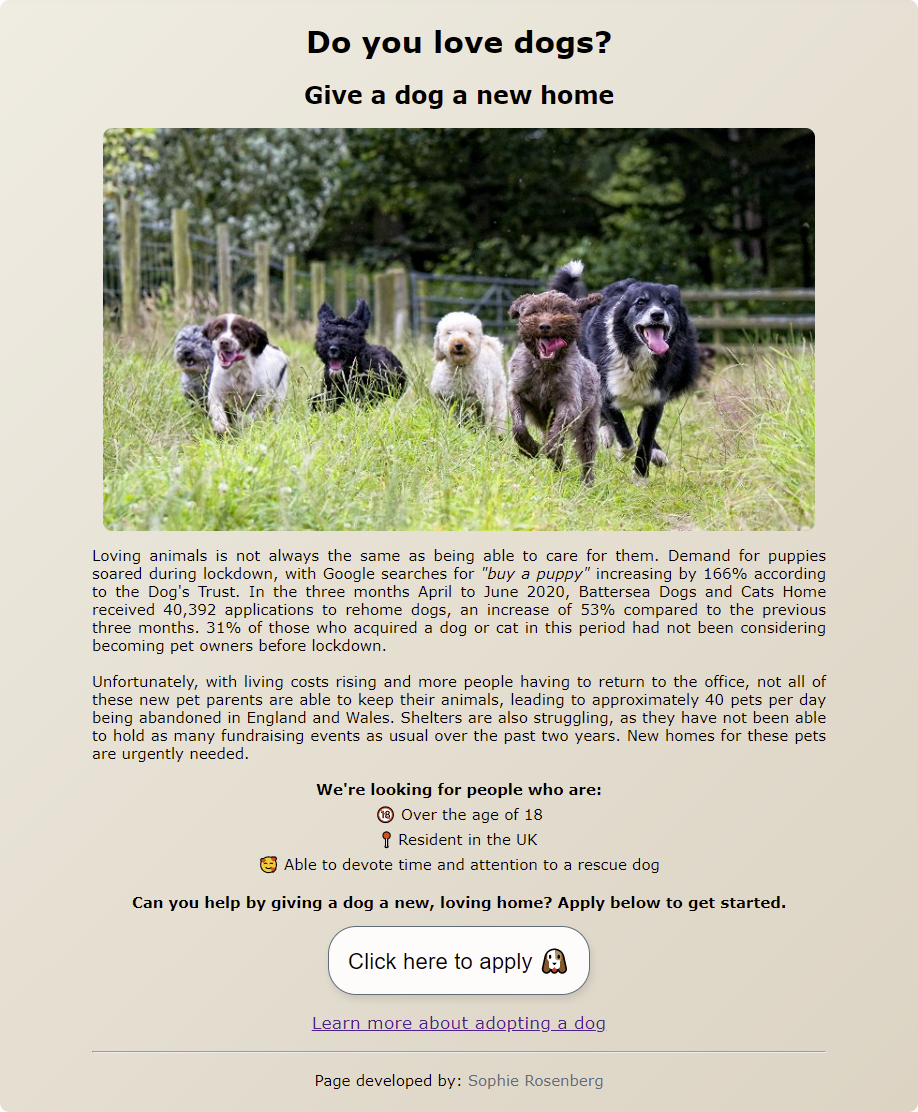 Do you love dogs?
Give a dog a new home
Loving animals is not always the same as being able to care for them. Demand for puppies
soared during lockdown, with Google searches for "buy a puppy" increasing by 166% according
to the Dog's Trust. In the three months April to June 2020, Battersea Dogs and Cats Home
received 40,392 applications to rehome dogs, an increase of 53% compared to the previous
three months. 31% of those who acquired a dog or cat in this period had not been considering
becoming pet owners before lockdown.
Unfortunately, with living costs rising and more people having to return to the office, not all of
these new pet parents are able to keep their animals, leading to approximately 40 pets per day
being abandoned in England and Wales. Shelters are also struggling, as they have not been able
to hold as many fundraising events as usual over the past two years. New homes for these pets
are urgently needed.
We're looking for people who are:
🔞 Over the age of 18
📍 Resident in the UK
🥰 Able to devote time and attention to a rescue dog
Can you help by giving a dog a new, loving home? Apply below to get started.
Click here to apply 🐶
Learn more about adopting a dog
Page developed by: Sophie Rosenberg